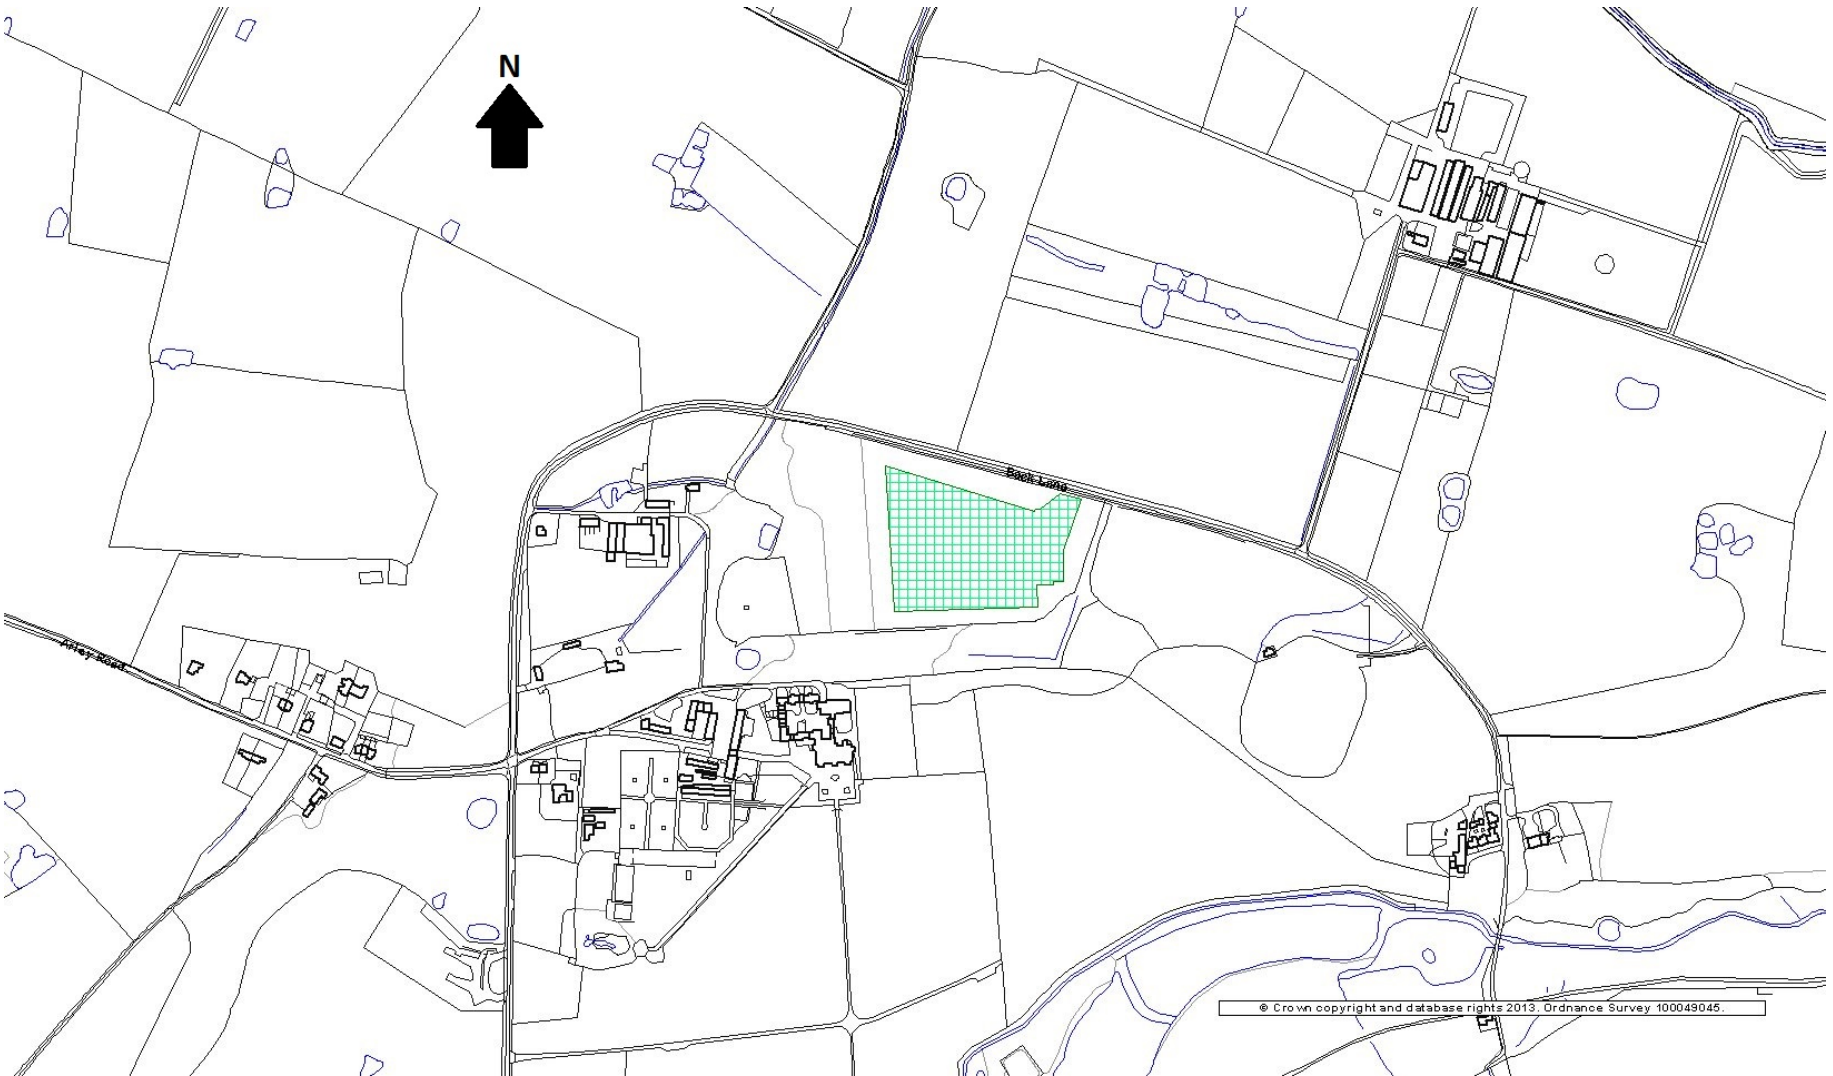 N
Back Lane
Arley Road
© Crown copyright and database rights 2013. Ordnance Survey 100049045.